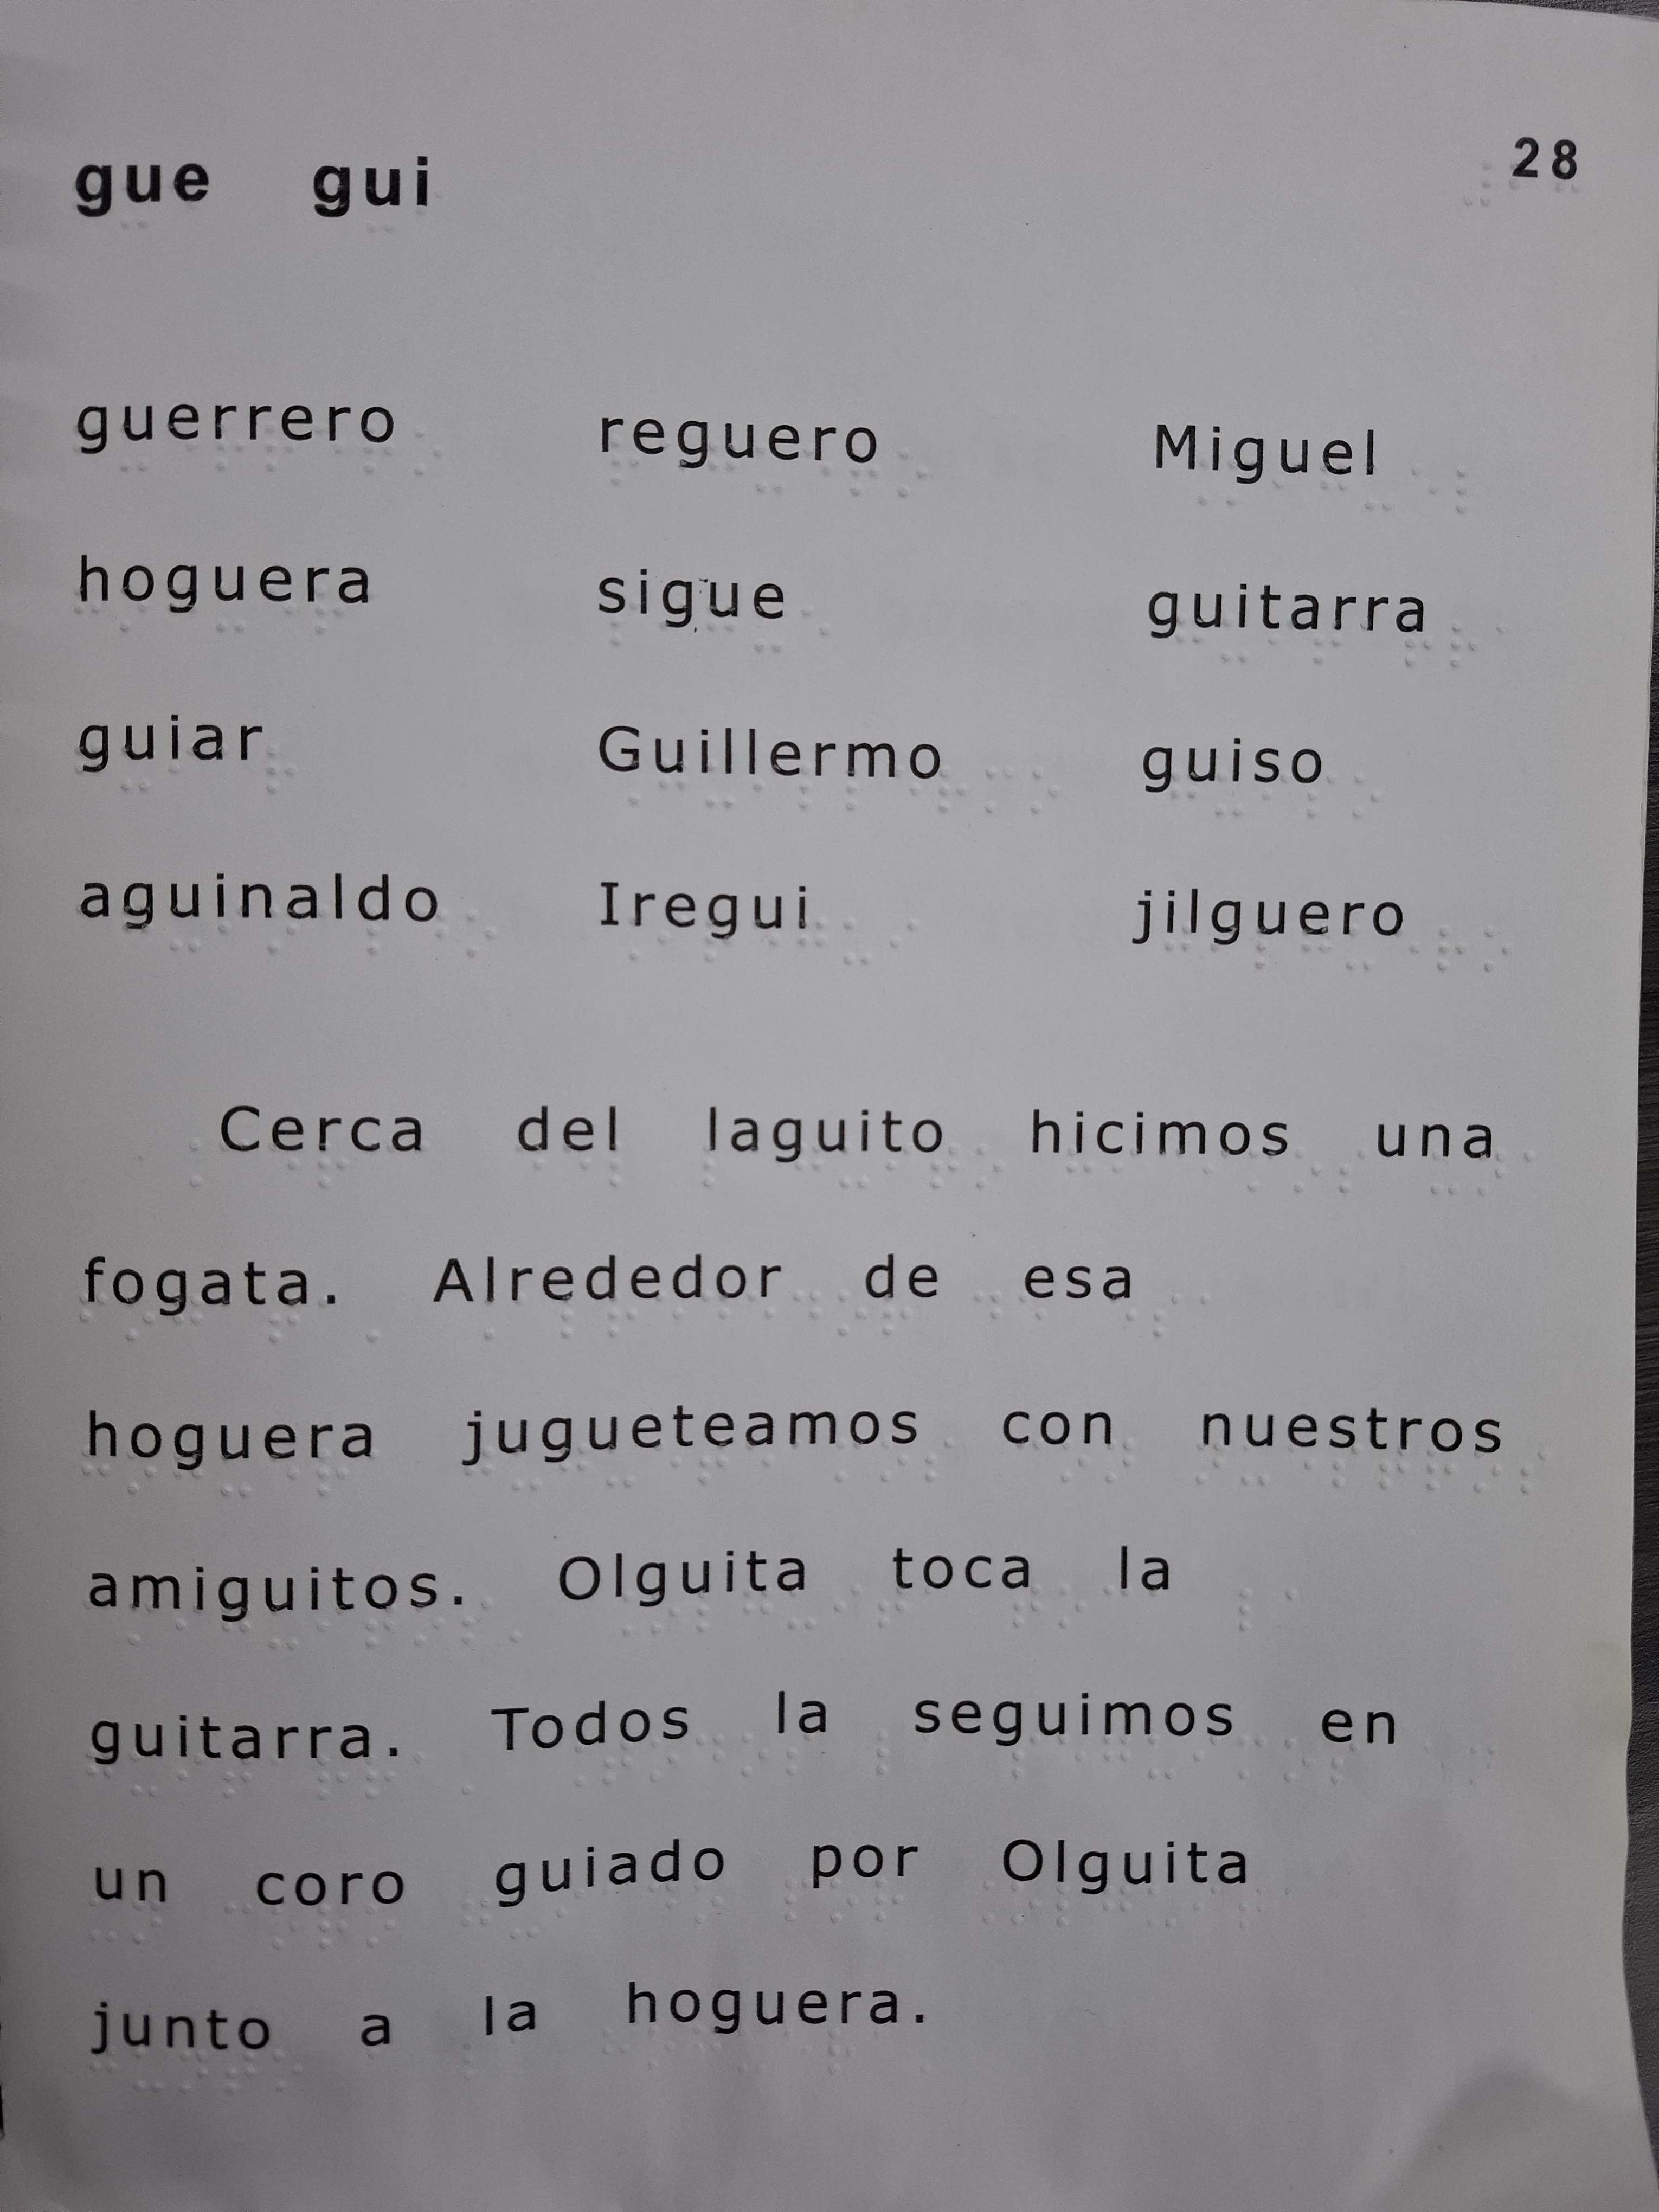 gue gui 28
guerrero reguero Miguel
hoguera sigue guitarra
guiar Guillermo guiso
aguinaldo Iregui jilguero
Cerca del laguito hicimos una
fogata. Alrededor de esa
hoguera jugueteamos con nuestros
amiguitos. Olguita toca la
guitarra. Todos la seguimos en
un coro guiado por Olguita
junto a la hoguera.